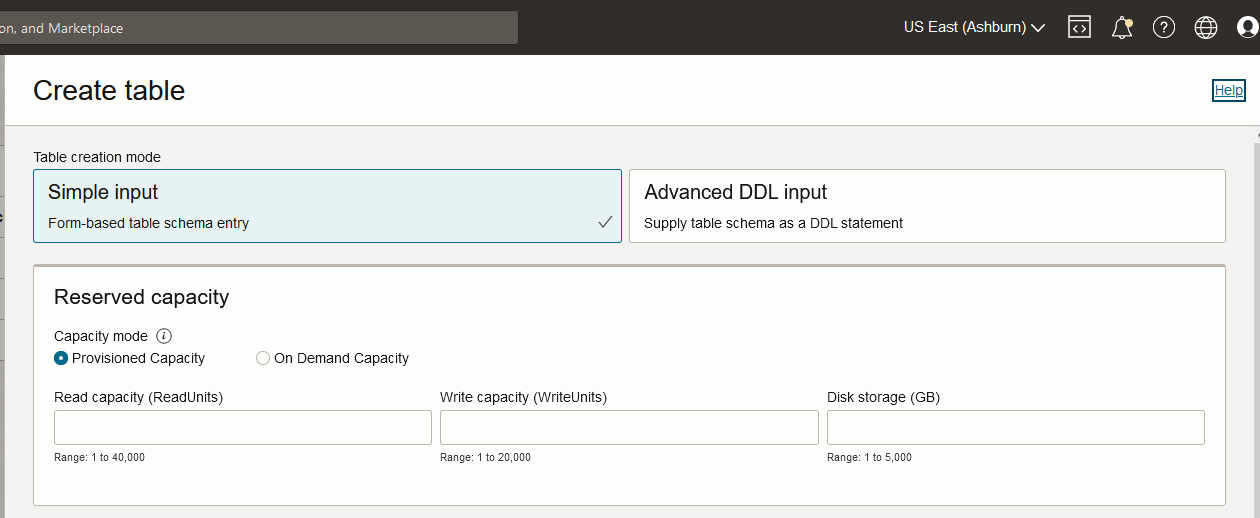 on, and Marketplace
US East (Ashburn)
Create table
Help
Table creation mode
Simple input
Form-based table schema entry
Advanced DDL input
Supply table schema as a DDL statement
Reserved capacity
Capacity mode
Provisioned Capacity
On Demand Capacity
Read capacity (ReadUnits)
Write capacity (WriteUnits)
Disk storage (GB)
Range: 1 to 40,000
Range: 1 to 20,000
Range: 1 to 5,000